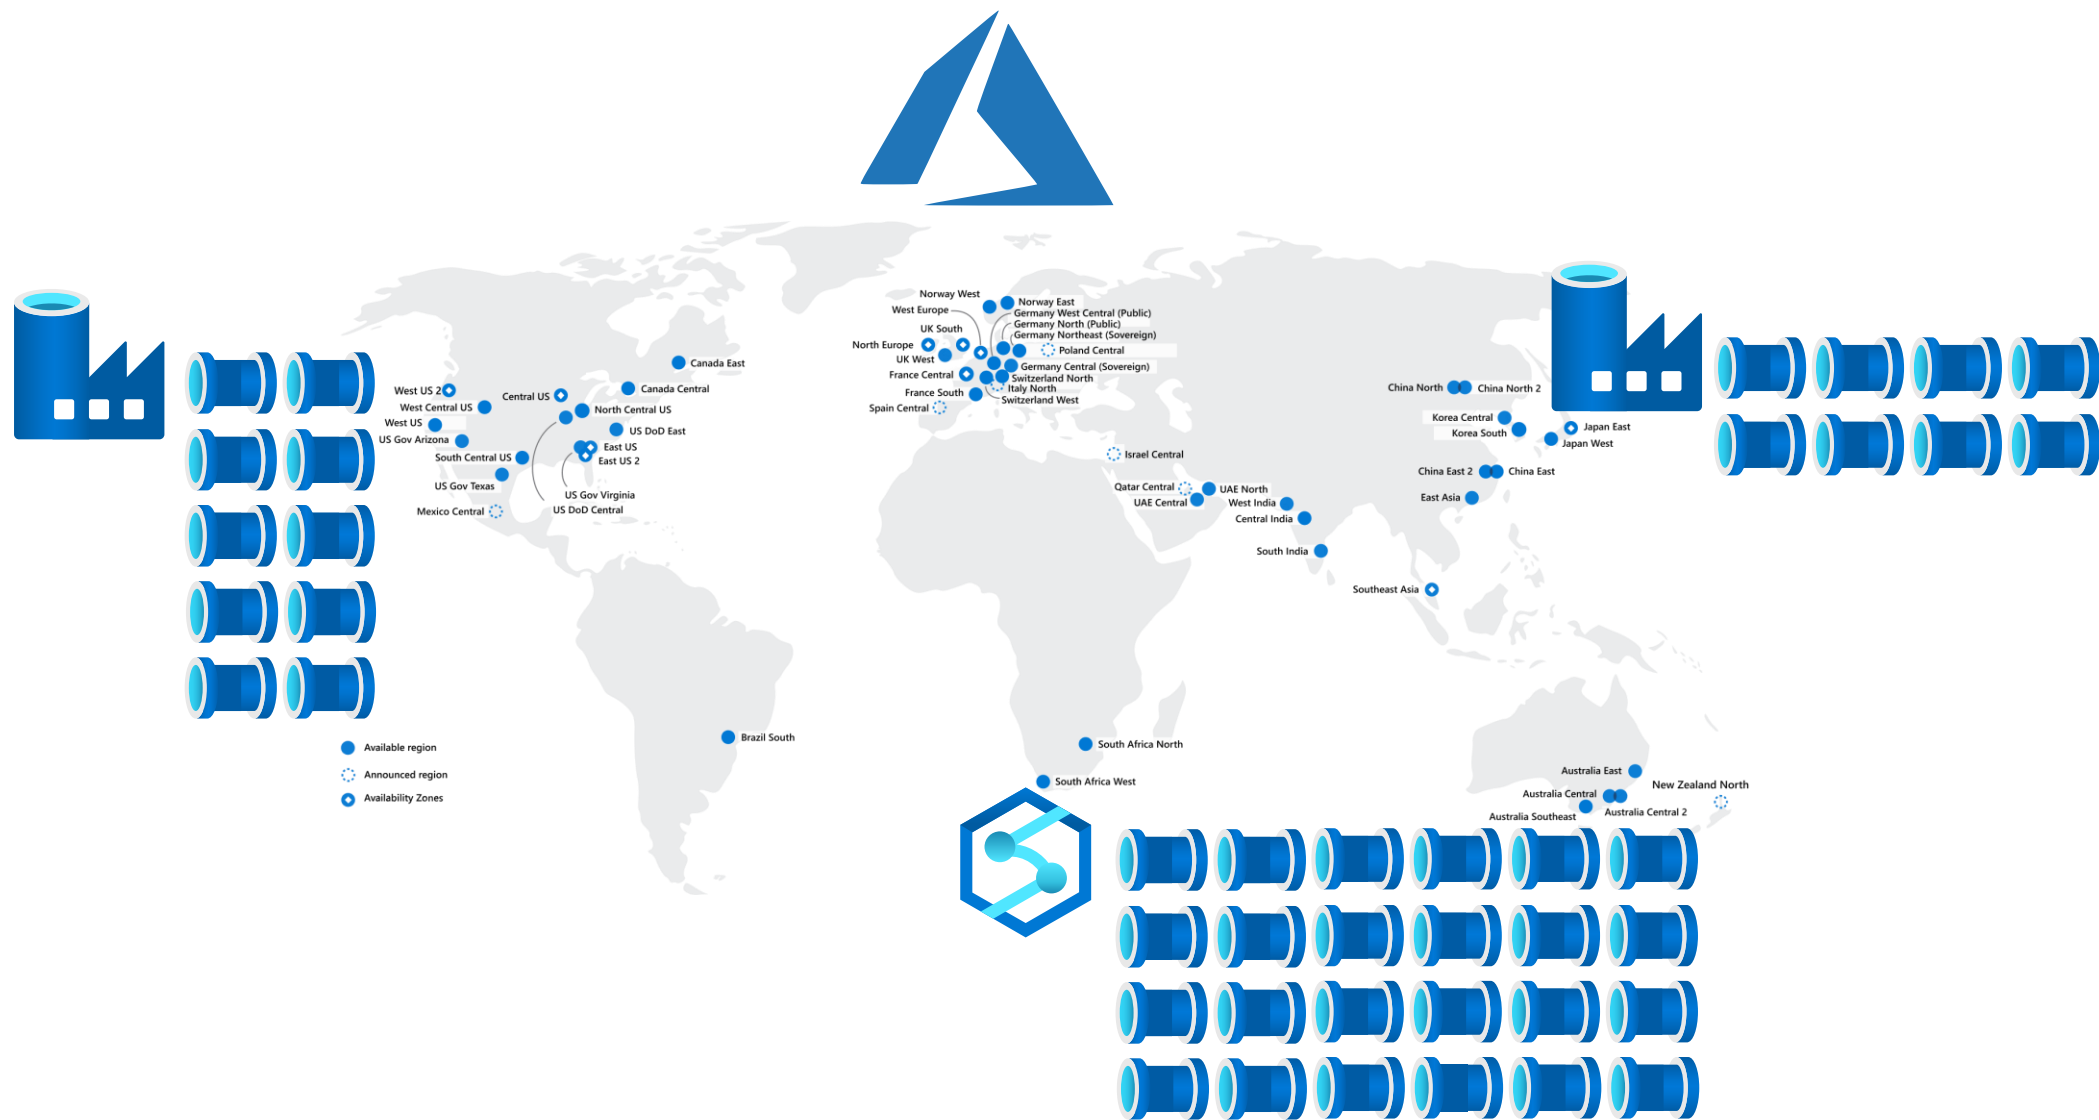 Norway West
Norway East
West Europe
Germany West Central (Public)
Germany North (Public)
UK South
Germany Northeast (Sovereign)
North Europe
Poland Central
UK West
Germany Central (Sovereign)
France Central
Switzerland North
Italy North
France South
Switzerland West
Spain Central
Canada East
Canada Central
West US 2
Central US
West Central US
North Central US
West US
US DoD East
US Gov Arizona
East US
South Central US
East US 2
US Gov Texas
US Gov Virginia
Mexico Central
US DoD Central
China North
China North 2
Korea Central
Korea South
Japan East
Japan West
Israel Central
China East 2
China East
Qatar Central
UAE North
UAE Central
West India
East Asia
Central India
South India
Southeast Asia
Brazil South
South Africa North
South Africa West
Available region
Announced region
Availability Zones
Australia East
New Zealand North
Australia Central
Australia Central 2
Australia Southeast